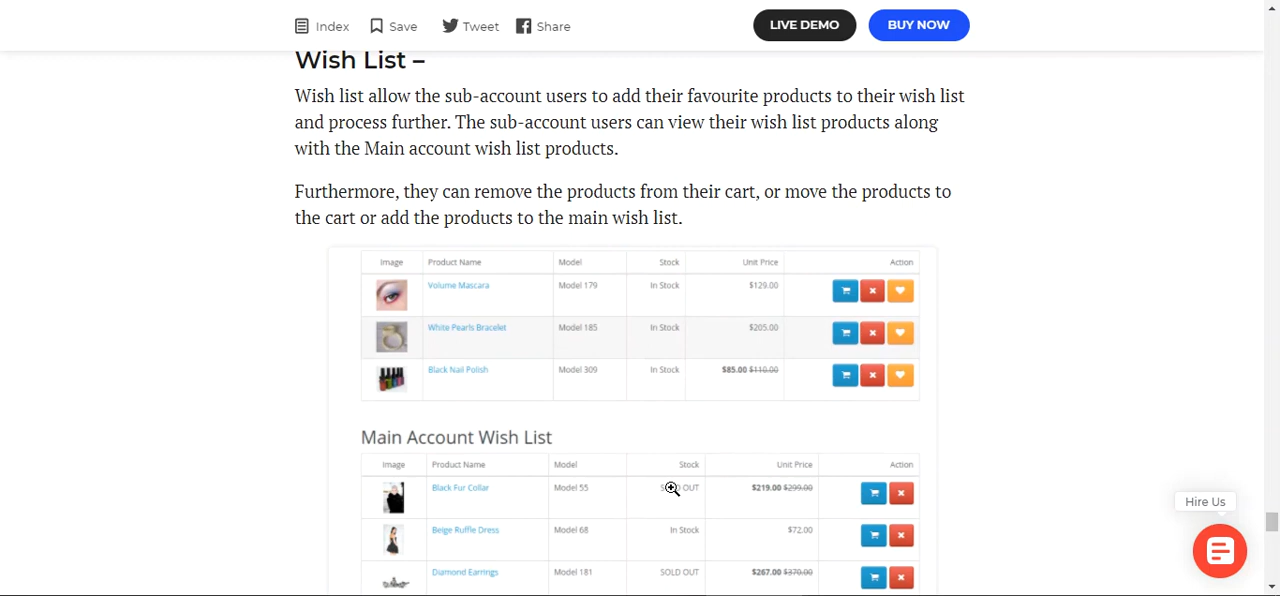 Index Save Tweet Share LIVE DEMO BUY NOW
Wish List –
Wish list allow the sub-account users to add their favourite products to their wish list
and process further. The sub-account users can view their wish list products along
with the Main account wish list products.
Furthermore, they can remove the products from their cart, or move the products to
the cart or add the products to the main wish list.
Image Product Name Model Stock Unit Price Action
Volume Mascara Model 179 In Stock $129.00
White Pearls Bracelet Model 185 In Stock $205.00
Black Nail Polish Model 309 In Stock $85.00 $110.00
Main Account Wish List
Image Product Name Model Stock Unit Price Action
Black Fur Collar Model 55 SOLD OUT $219.00 $299.00
Beige Ruffle Dress Model 68 In Stock $72.00
Diamond Earrings Model 181 SOLD OUT $267.00 $370.00
Hire Us